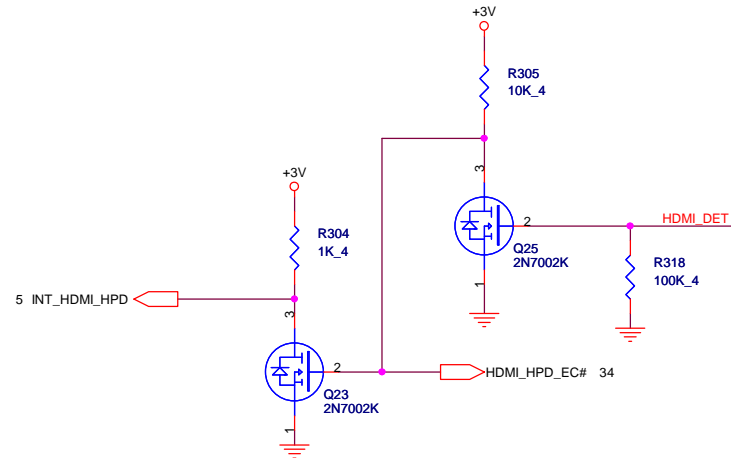 +3V
R305
10K_4
3
+3V
2
HDMI_DET
R304
1K_4
Q25
2N7002K
R318
100K_4
1
5 INT_HDMI_HPD
3
2
HDMI_HPD_EC# 34
Q23
2N7002K
1